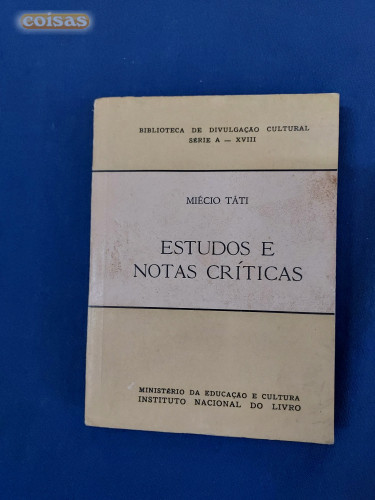 coisas
BIBLIOTECA DE DIVULGAÇÃO CULTURAL
SÉRIE A — XVIII
MIÉCIO TÁTI
ESTUDOS E
NOTAS CRÍTICAS
MINISTÉRIO DA EDUCAÇÃO E CULTURA
INSTITUTO NACIONAL DO LIVRO